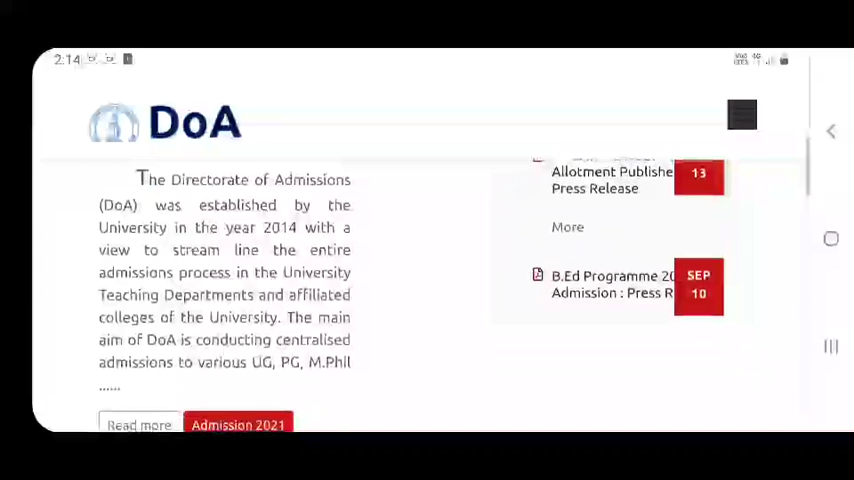 2:14
DoA
The Directorate of Admissions
(DoA) was established by the
University in the year 2014 with a
view to stream line the entire
admissions process in the University
Teaching Departments and affiliated
colleges of the University. The main
aim of DoA is conducting centralised
admissions to various UG, PG, M.Phil
......
Read more
Admission 2021
Allotment Publishe
Press Release
13
More
B.Ed Programme 20
Admission : Press R
SEP
10